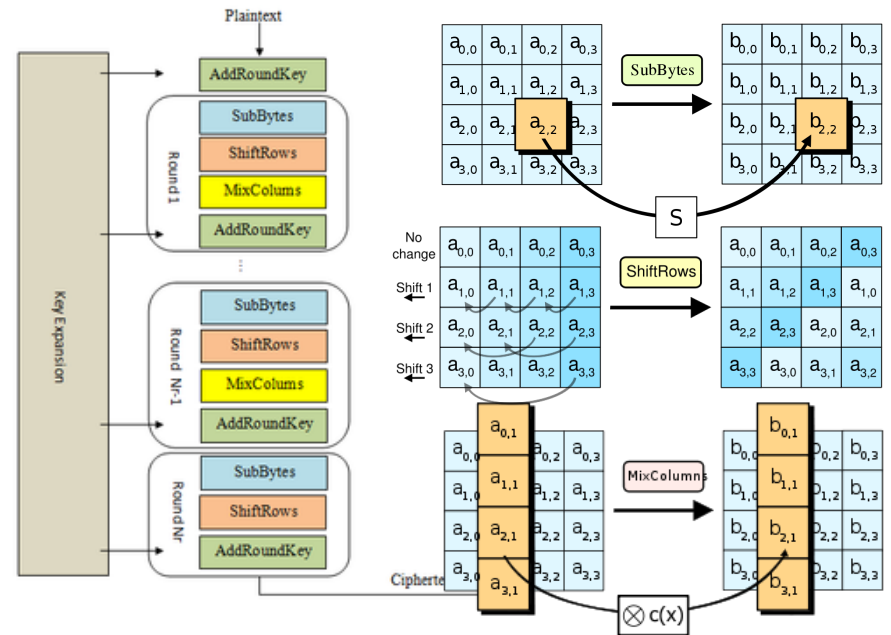 Plaintext
Key Expansion
AddRoundKey
Round 1
SubBytes
ShiftRows
MixColums
AddRoundKey
...
Round Nr-1
SubBytes
ShiftRows
MixColums
AddRoundKey
Round Nr
SubBytes
ShiftRows
AddRoundKey
Cipherte
a0,0 a0,1 a0,2 a0,3
a1,0 a1,1 a1,2 a1,3
a2,0 a2,1 a2,2 a2,3
a3,0 a3,1 a3,2 a3,3
SubBytes
b0,0 b0,1 b0,2 b0,3
b1,0 b1,1 b1,2 b1,3
b2,0 b2,1 b2,2 b2,3
b3,0 b3,1 b3,2 b3,3
S
No
change
Shift 1
Shift 2
Shift 3
a0,0 a0,1 a0,2 a0,3
a1,0 a1,1 a1,2 a1,3
a2,0 a2,1 a2,2 a2,3
a3,0 a3,1 a3,2 a3,3
ShiftRows
a0,0 a0,1 a0,2 a0,3
a1,1 a1,2 a1,3 a1,0
a2,2 a2,3 a2,0 a2,1
a3,3 a3,0 a3,1 a3,2
a0,0 a0,1 a0,2 a0,3
a1,0 a1,1 a1,2 a1,3
a2,0 a2,1 a2,2 a2,3
a3,0 a3,1 a3,2 a3,3
MixColumns
b0,0 b0,1 b0,2 b0,3
b1,0 b1,1 b1,2 b1,3
b2,0 b2,1 b2,2 b2,3
b3,0 b3,1 b3,2 b3,3
⊗ c(x)